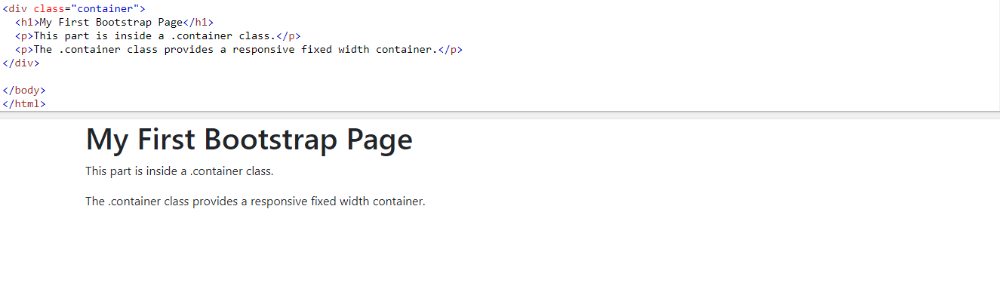 <div class="container">
  <h1>My First Bootstrap Page</h1>
  <p>This part is inside a .container class.</p>
  <p>The .container class provides a responsive fixed width container.</p>
</div>
</body>
</html>
My First Bootstrap Page
This part is inside a .container class.
The .container class provides a responsive fixed width container.